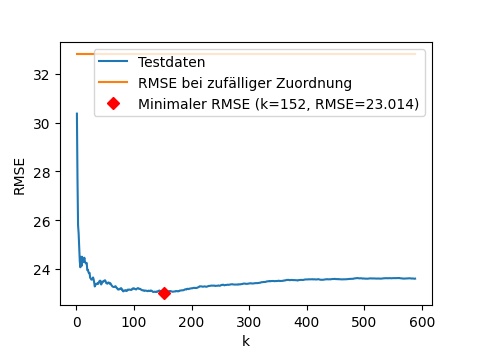 Testdaten
RMSE bei zufälliger Zuordnung
Minimaler RMSE (k=152, RMSE=23.014)
32
30
28
26
24
RMSE
0 100 200 300 400 500 600
k